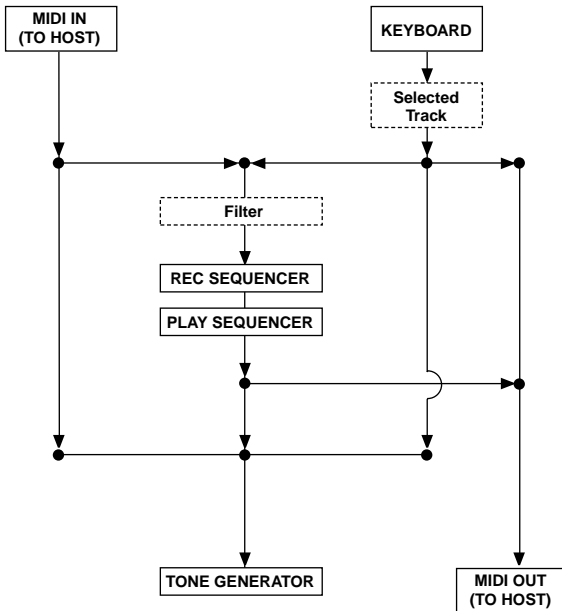 MIDI IN
(TO HOST)
KEYBOARD
Selected
Track
Filter
REC SEQUENCER
PLAY SEQUENCER
TONE GENERATOR
MIDI OUT
(TO HOST)